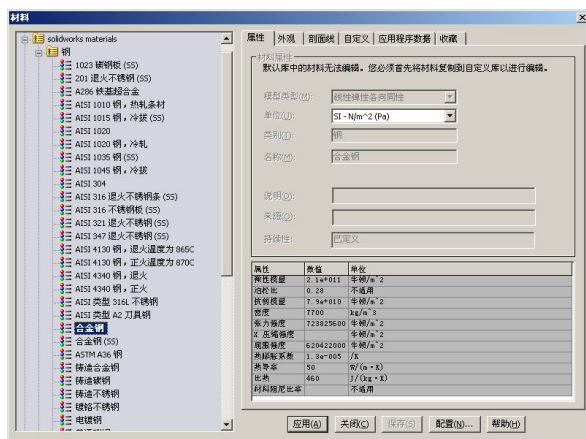 材料
solidworks materials
钢
1023 碳钢板 (SS)
201 退火不锈钢 (SS)
A286 铁基超合金
AISI 1010 钢，热轧条材
AISI 1015 钢，冷拔 (SS)
AISI 1020
AISI 1020 钢，冷轧
AISI 1035 钢 (SS)
AISI 1045 钢，冷拔
AISI 304
AISI 316 退火不锈钢条 (SS)
AISI 316 不锈钢板 (SS)
AISI 321 退火不锈钢 (SS)
AISI 347 退火不锈钢 (SS)
AISI 4130 钢，退火温度为 865C
AISI 4130 钢，正火温度为 870C
AISI 4340 钢，退火
AISI 4340 钢，正火
AISI 类型 316L 不锈钢
AISI 类型 A2 刀具钢
合金钢
合金钢 (SS)
ASTM A36 钢
铸造合金钢
铸造碳钢
铸造不锈钢
镀铬不锈钢
电镀钢
属性 外观 剖面线 自定义 应用程序数据 收藏
材料属性
默认库中的材料无法编辑。您必须首先将材料复制到自定义库以进行编辑。
模型类型(M): 线性弹性各向同性
单位(U): SI - N/m^2 (Pa)
类别(T): 钢
名称(M): 合金钢
说明(D):
来源(O):
持续性: 已定义
属性 数值 单位
弹性模量 2.1e+011 牛顿/m^2
泊松比 0.28 不适用
抗剪模量 7.9e+010 牛顿/m^2
密度 7700 kg/m^3
张力强度 723825600 牛顿/m^2
X 压缩强度 牛顿/m^2
屈服强度 620422000 牛顿/m^2
热膨胀系数 1.3e-005 /K
热导率 50 W/(m·K)
比热 460 J/(kg·K)
材料阻尼比率 不适用
应用(A) 关闭(C) 保存(S) 配置(N)... 帮助(H)